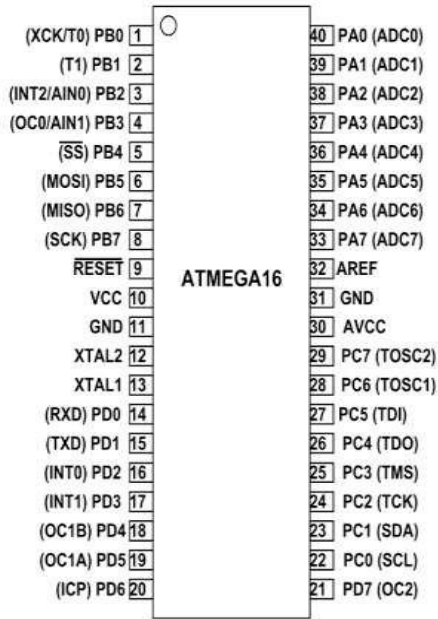 (XCK/T0) PB0 1
(T1) PB1 2
(INT2/AIN0) PB2 3
(OC0/AIN1) PB3 4
(SS) PB4 5
(MOSI) PB5 6
(MISO) PB6 7
(SCK) PB7 8
RESET 9
VCC 10
GND 11
XTAL2 12
XTAL1 13
(RXD) PD0 14
(TXD) PD1 15
(INT0) PD2 16
(INT1) PD3 17
(OC1B) PD4 18
(OC1A) PD5 19
(ICP) PD6 20
ATMEGA16
40 PA0 (ADC0)
39 PA1 (ADC1)
38 PA2 (ADC2)
37 PA3 (ADC3)
36 PA4 (ADC4)
35 PA5 (ADC5)
34 PA6 (ADC6)
33 PA7 (ADC7)
32 AREF
31 GND
30 AVCC
29 PC7 (TOSC2)
28 PC6 (TOSC1)
27 PC5 (TDI)
26 PC4 (TDO)
25 PC3 (TMS)
24 PC2 (TCK)
23 PC1 (SDA)
22 PC0 (SCL)
21 PD7 (OC2)